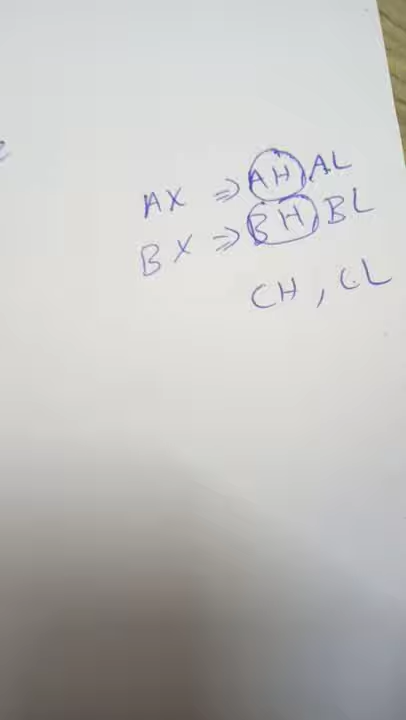 AX ⇒ AH AL
BX ⇒ BH BL
CH , CL